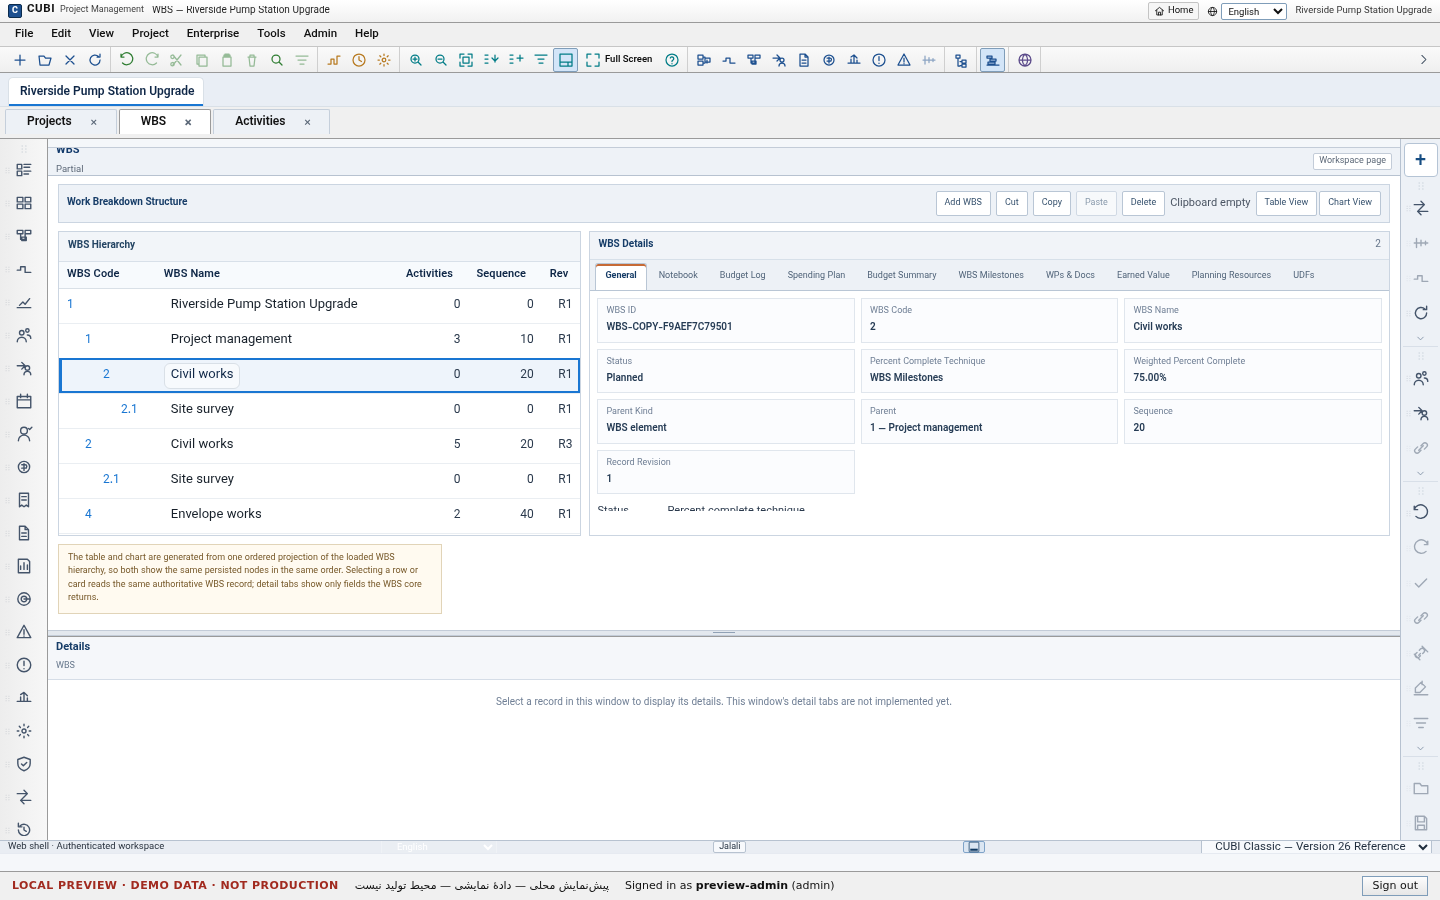 C CUBI Project Management WBS — Riverside Pump Station Upgrade Home English Riverside Pump Station Upgrade
File Edit View Project Enterprise Tools Admin Help
Full Screen
Riverside Pump Station Upgrade
Projects × WBS × Activities ×
WBS
Partial Workspace page
Work Breakdown Structure Add WBS Cut Copy Paste Delete Clipboard empty Table View Chart View
WBS Hierarchy
WBS Code WBS Name Activities Sequence Rev
1 Riverside Pump Station Upgrade 0 0 R1
1 Project management 3 10 R1
2 Civil works 0 20 R1
2.1 Site survey 0 0 R1
2 Civil works 5 20 R3
2.1 Site survey 0 0 R1
4 Envelope works 2 40 R1
WBS Details 2
General Notebook Budget Log Spending Plan Budget Summary WBS Milestones WPs & Docs Earned Value Planning Resources UDFs
WBS ID WBS Code WBS Name
WBS-COPY-F9AEF7C79501 2 Civil works
Status Percent Complete Technique Weighted Percent Complete
Planned WBS Milestones 75.00%
Parent Kind Parent Sequence
WBS element 1 — Project management 20
Record Revision
1
Status Percent complete technique
The table and chart are generated from one ordered projection of the loaded WBS
hierarchy, so both show the same persisted nodes in the same order. Selecting a row or
card reads the same authoritative WBS record; detail tabs show only fields the WBS core
returns.
Details
WBS
Select a record in this window to display its details. This window's detail tabs are not implemented yet.
Web shell · Authenticated workspace English Jalali CUBI Classic — Version 26 Reference
LOCAL PREVIEW · DEMO DATA · NOT PRODUCTION پیش‌نمایش محلی — دادهٔ نمایشی — محیط تولید نیست Signed in as preview-admin (admin) Sign out